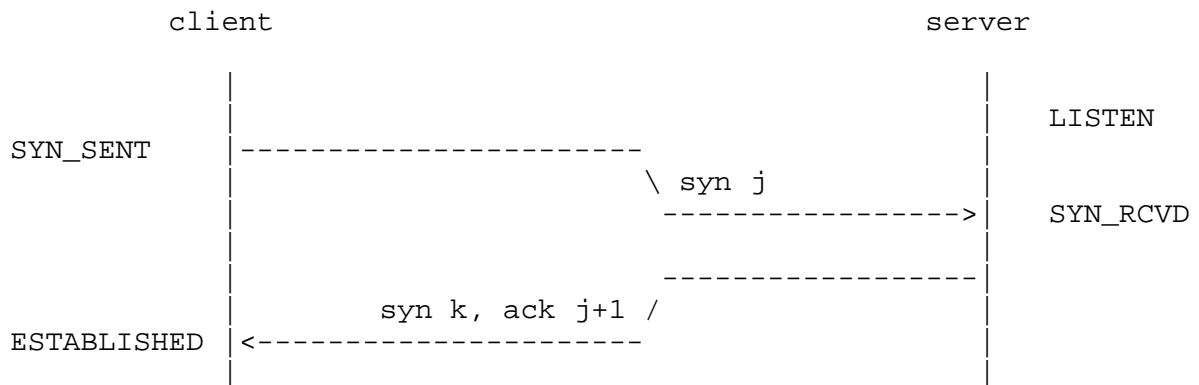 client server
LISTEN
SYN_SENT
syn j
SYN_RCVD
syn k, ack j+1
ESTABLISHED